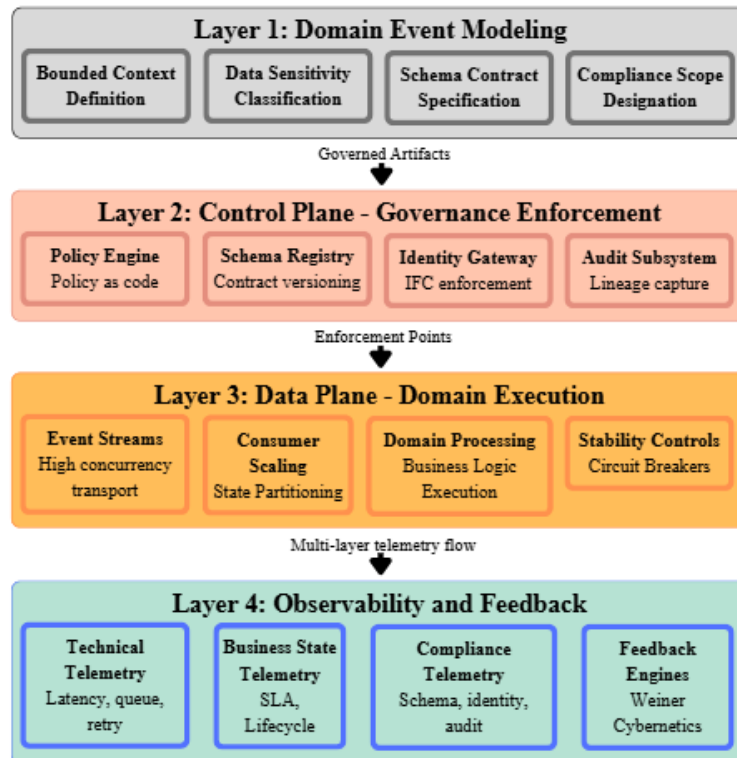 Layer 1: Domain Event Modeling
Bounded Context
Definition
Data Sensitivity
Classification
Schema Contract
Specification
Compliance Scope
Designation
Governed Artifacts
Layer 2: Control Plane - Governance Enforcement
Policy Engine
Policy as code
Schema Registry
Contract versioning
Identity Gateway
IFC enforcement
Audit Subsystem
Lineage capture
Enforcement Points
Layer 3: Data Plane - Domain Execution
Event Streams
High concurrency
transport
Consumer
Scaling
State Partitioning
Domain Processing
Business Logic
Execution
Stability Controls
Circuit Breakers
Multi-layer telemetry flow
Layer 4: Observability and Feedback
Technical
Telemetry
Latency, queue,
retry
Business State
Telemetry
SLA,
Lifecycle
Compliance
Telemetry
Schema, identity,
audit
Feedback
Engines
Weiner
Cybernetics